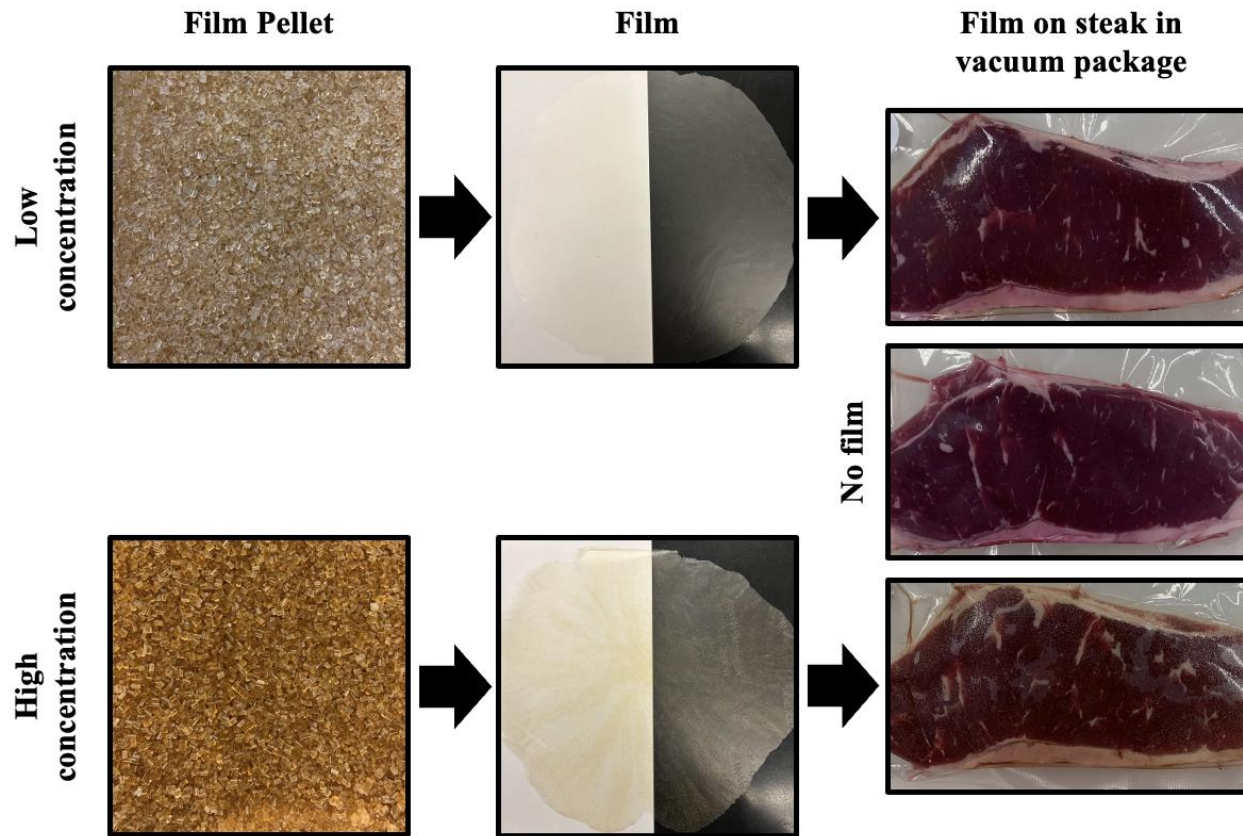 Film Pellet
Film
Film on steak in
vacuum package
Low
concentration
No film
High
concentration